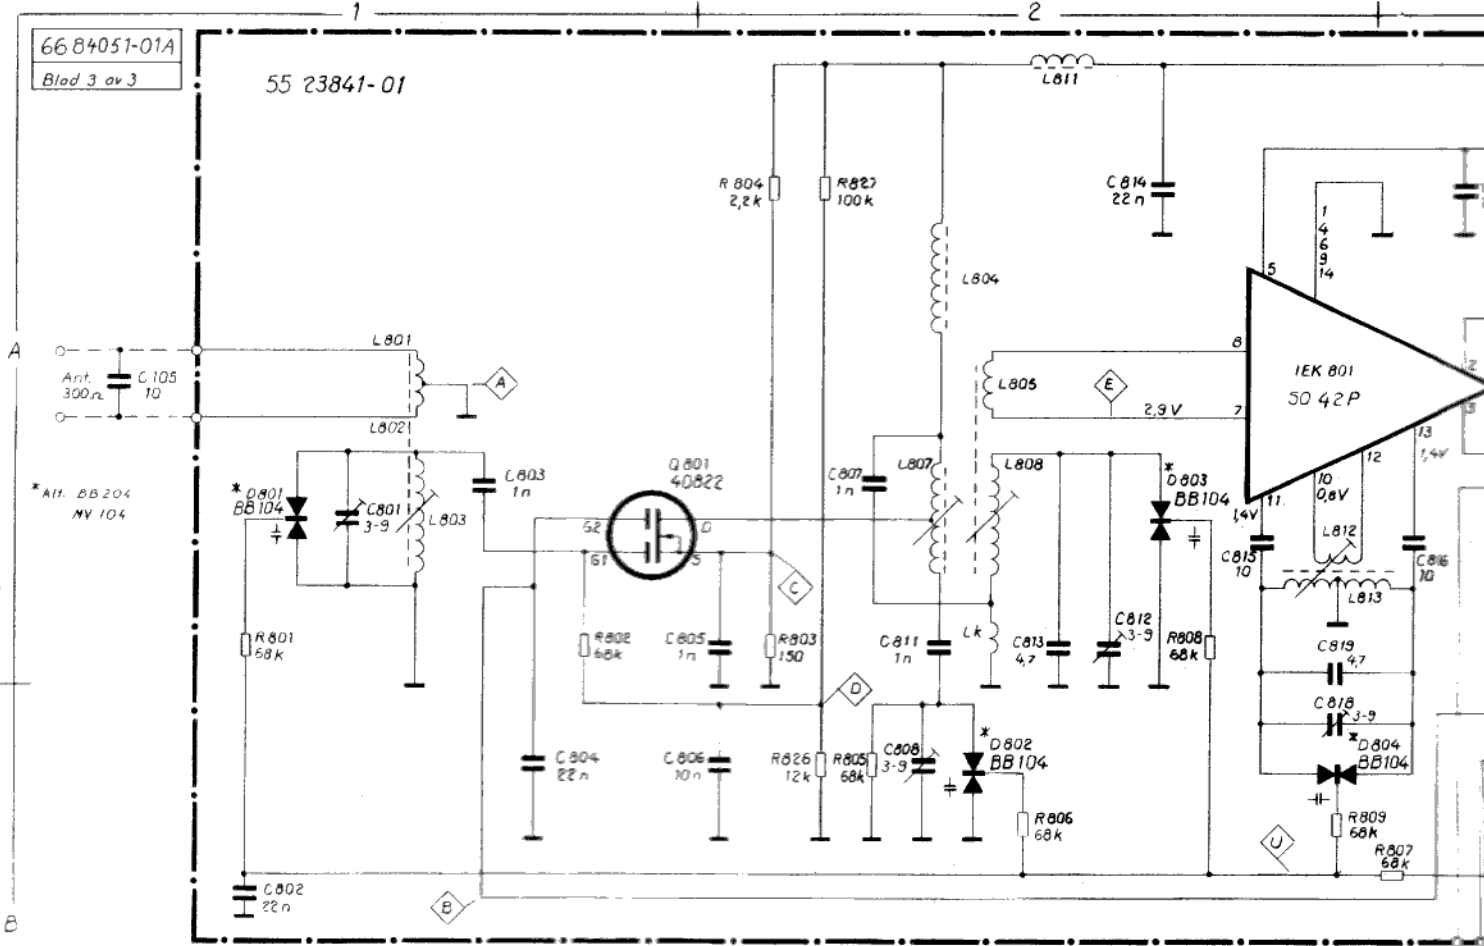 1
2
66 84051-01A
Blad 3 av 3
55 23841-01
L811
R804
2,2k
R827
100k
C814
22n
1
4
6
9
14
5
L804
A
L801
Ant.
300Ω
C105
10
A
L802
L805
E
2,9V
8
7
IEK 801
SO 42P
2
3
13
1,4V
12
10
0,8V
11
1,4V
* Alt. BB204
MV 104
* D801
BB104
C801
3-9
L803
C803
1n
Q801
40822
G2
G1
D
S
C807
1n
L807
L808
* D803
BB104
L812
C815
10
C816
10
L813
C
R801
68k
R802
68k
C805
1n
R803
150
C811
1n
Lk
C813
4,7
C812
3-9
R808
68k
C819
4,7
D
C818
3-9
* D804
BB104
C804
22n
C806
10n
R826
12k
R805
68k
C808
3-9
* D802
BB104
R806
68k
R809
68k
U
R807
68k
C802
22n
B
B